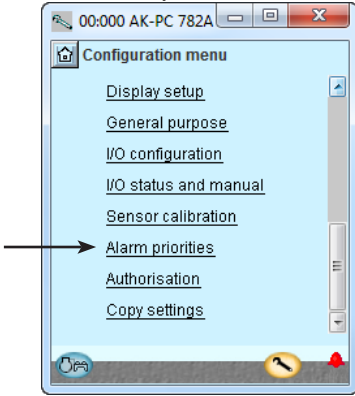 00:000 AK-PC 782A
Configuration menu
Display setup
General purpose
I/O configuration
I/O status and manual
Sensor calibration
Alarm priorities
Authorisation
Copy settings